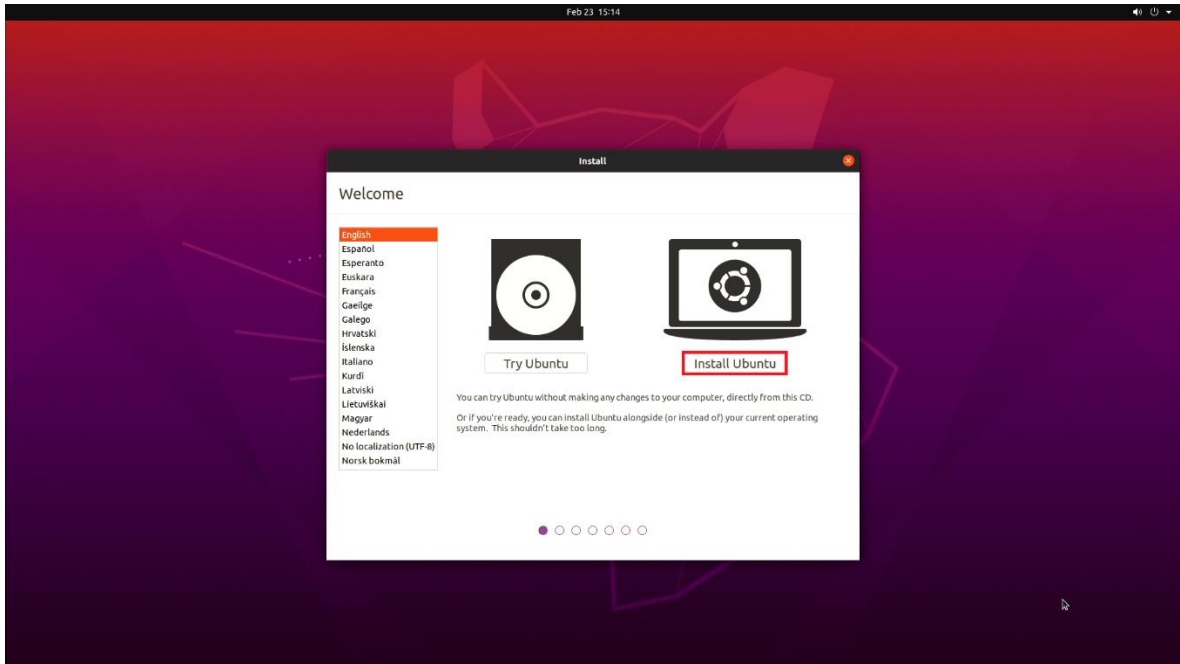 Feb 23 15:14
Install
Welcome
English
Español
Esperanto
Euskara
Français
Gaeilge
Galego
Hrvatski
Íslenska
Italiano
Kurdî
Latviski
Lietuviškai
Magyar
Nederlands
No localization (UTF-8)
Norsk bokmål
Try Ubuntu
Install Ubuntu
You can try Ubuntu without making any changes to your computer, directly from this CD.
Or if you're ready, you can install Ubuntu alongside (or instead of) your current operating
system. This shouldn't take too long.